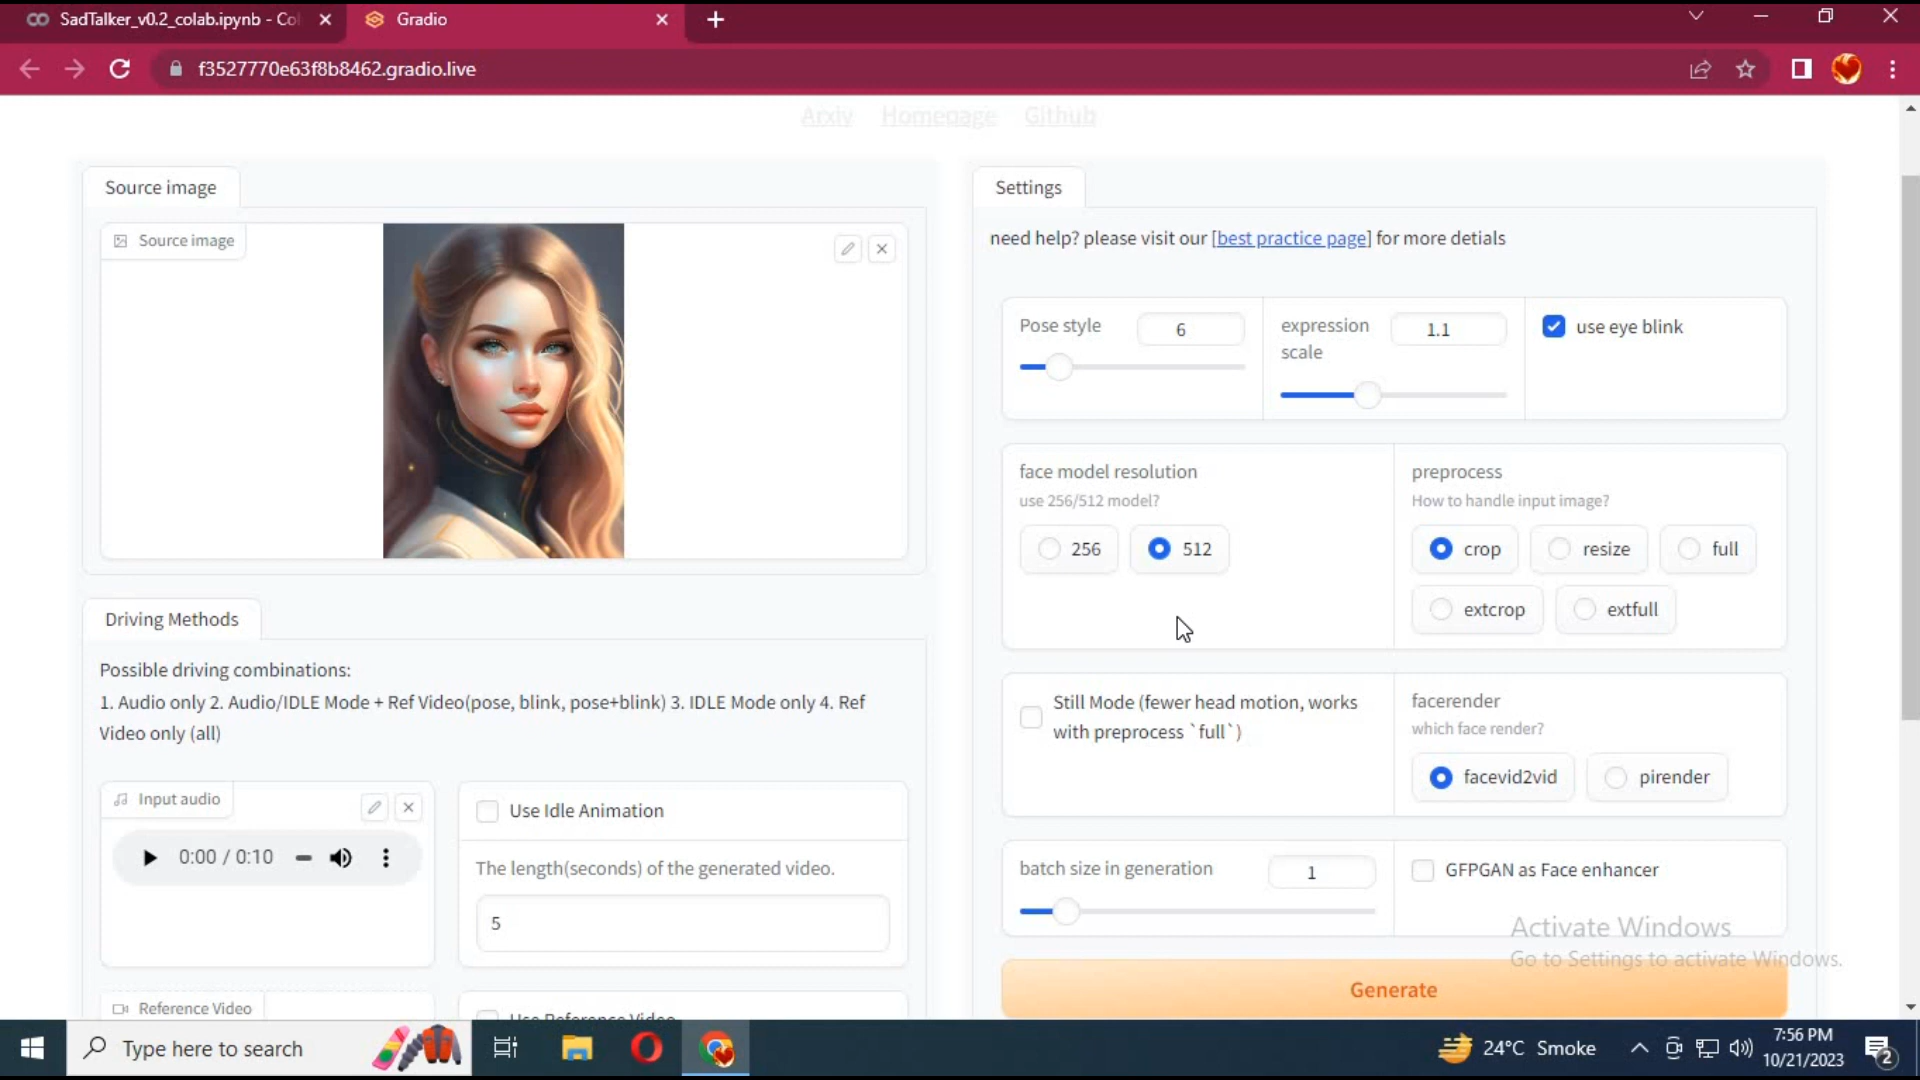 SadTalker_v0.2_colab.ipynb - Col
Gradio
f3527770e63f8b8462.gradio.live
Arxiv Homepage Github
Source image
Source image
Driving Methods
Possible driving combinations:
1. Audio only 2. Audio/IDLE Mode + Ref Video(pose, blink, pose+blink) 3. IDLE Mode only 4. Ref
Video only (all)
Input audio
0:00 / 0:10
Use Idle Animation
The length(seconds) of the generated video.
5
Reference Video
Use Reference Video
Settings
need help? please visit our [best practice page] for more detials
Pose style
6
expression
scale
1.1
use eye blink
face model resolution
use 256/512 model?
256
512
preprocess
How to handle input image?
crop
resize
full
extcrop
extfull
Still Mode (fewer head motion, works
with preprocess `full`)
facerender
which face render?
facevid2vid
pirender
batch size in generation
1
GFPGAN as Face enhancer
Generate
Activate Windows
Go to Settings to activate Windows.
Type here to search
24°C Smoke
7:56 PM
10/21/2023
2